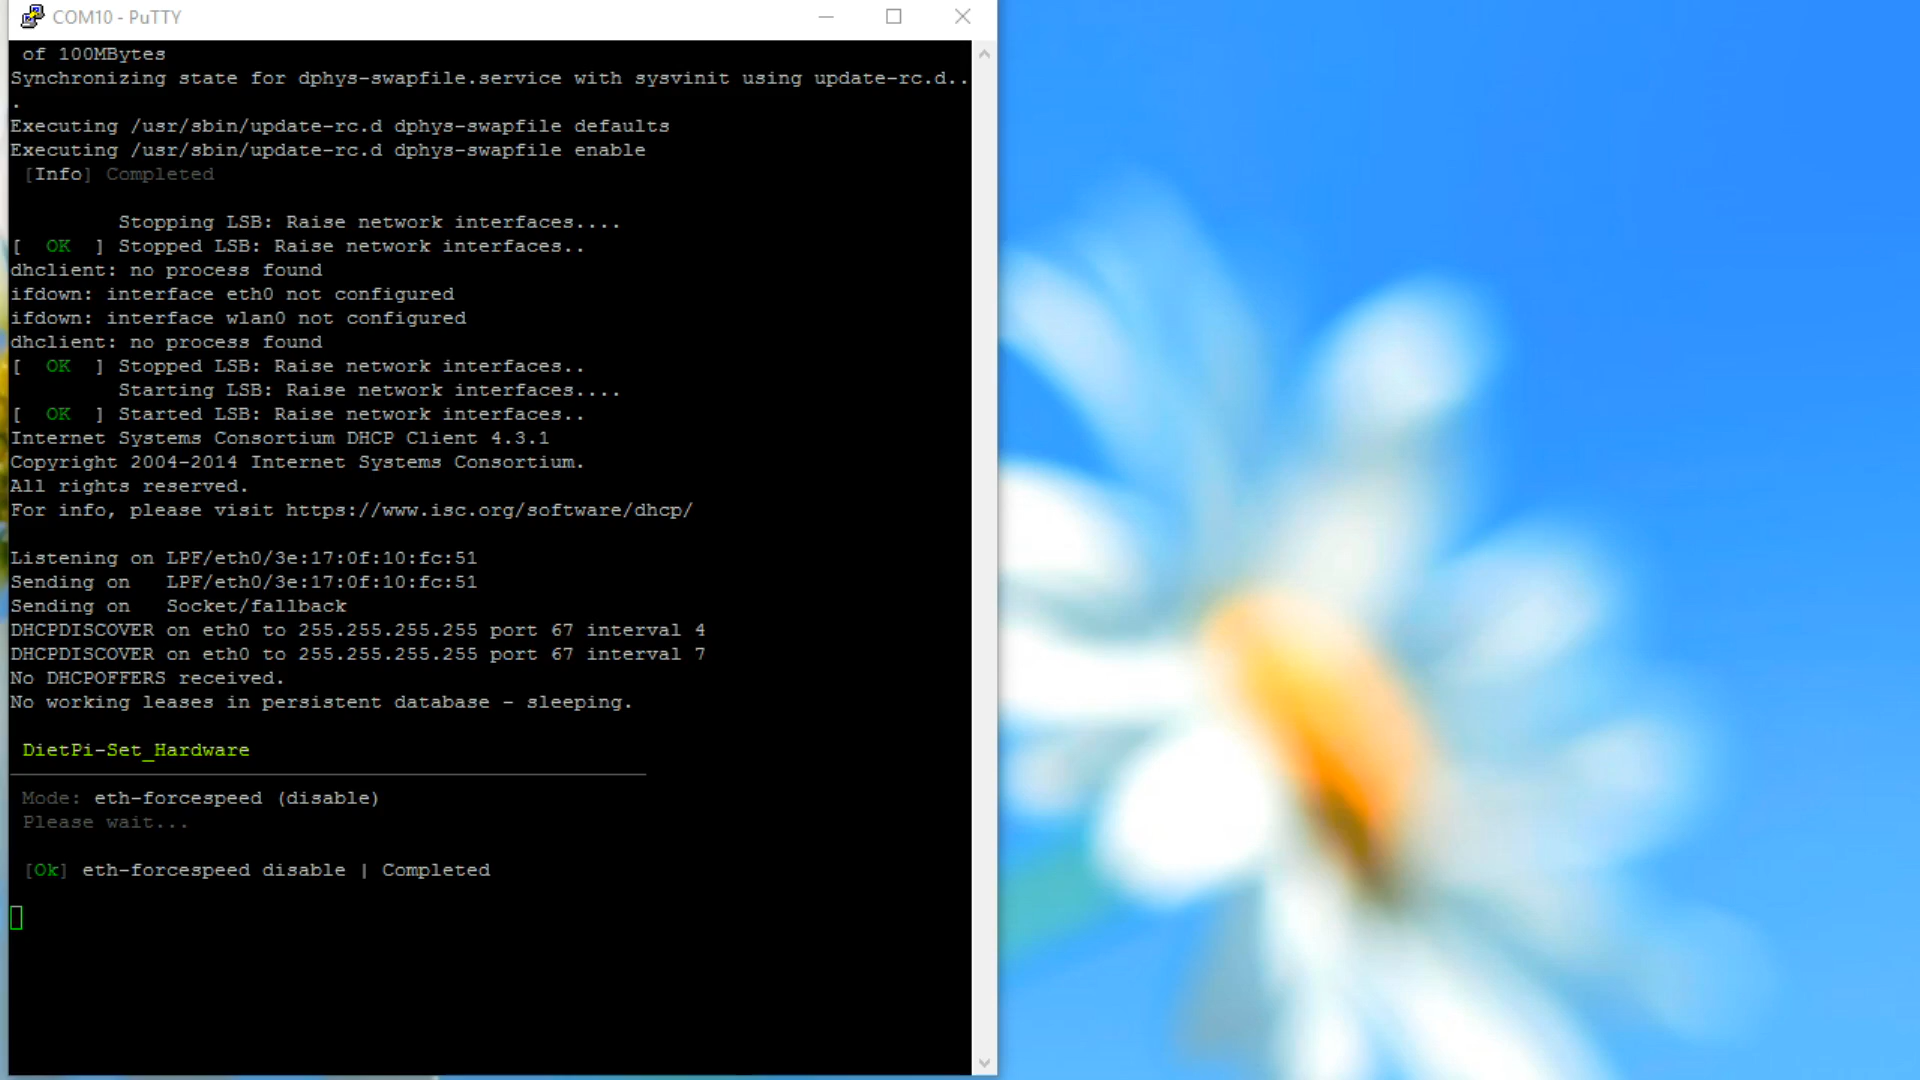 COM10 - PuTTY
of 100MBytes
Synchronizing state for dphys-swapfile.service with sysvinit using update-rc.d..
.
Executing /usr/sbin/update-rc.d dphys-swapfile defaults
Executing /usr/sbin/update-rc.d dphys-swapfile enable
[Info] Completed
Stopping LSB: Raise network interfaces....
[  OK  ] Stopped LSB: Raise network interfaces..
dhclient: no process found
ifdown: interface eth0 not configured
ifdown: interface wlan0 not configured
dhclient: no process found
[  OK  ] Stopped LSB: Raise network interfaces..
Starting LSB: Raise network interfaces....
[  OK  ] Started LSB: Raise network interfaces..
Internet Systems Consortium DHCP Client 4.3.1
Copyright 2004-2014 Internet Systems Consortium.
All rights reserved.
For info, please visit https://www.isc.org/software/dhcp/
Listening on LPF/eth0/3e:17:0f:10:fc:51
Sending on   LPF/eth0/3e:17:0f:10:fc:51
Sending on   Socket/fallback
DHCPDISCOVER on eth0 to 255.255.255.255 port 67 interval 4
DHCPDISCOVER on eth0 to 255.255.255.255 port 67 interval 7
No DHCPOFFERS received.
No working leases in persistent database - sleeping.
DietPi-Set_Hardware
Mode: eth-forcespeed (disable)
Please wait...
[Ok] eth-forcespeed disable | Completed